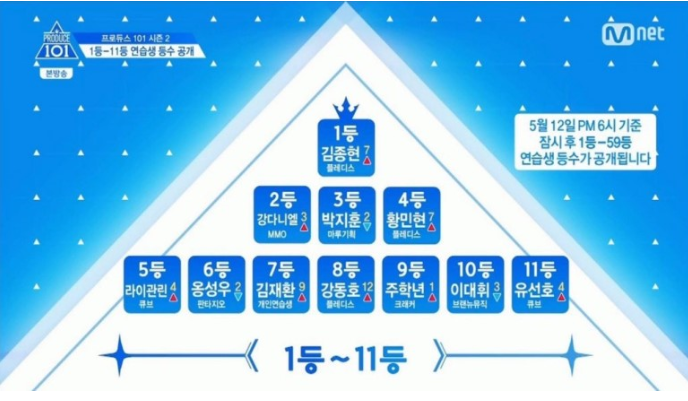 PRODUCE
101
본방송
프로듀스 101 시즌 2
1등-11등 연습생 등수 공개
Mnet
5월 12일 PM 6시 기준
잠시 후 1등-59등
연습생 등수가 공개됩니다
1등
김종현 7
플레디스
2등
강다니엘 3
MMO
3등
박지훈 2
마루기획
4등
황민현 7
플레디스
5등
라이관린 4
큐브
6등
옹성우 2
판타지오
7등
김재환 9
개인연습생
8등
강동호 12
플레디스
9등
주학년 1
크래커
10등
이대휘 3
브랜뉴뮤직
11등
유선호 4
큐브
1등~11등